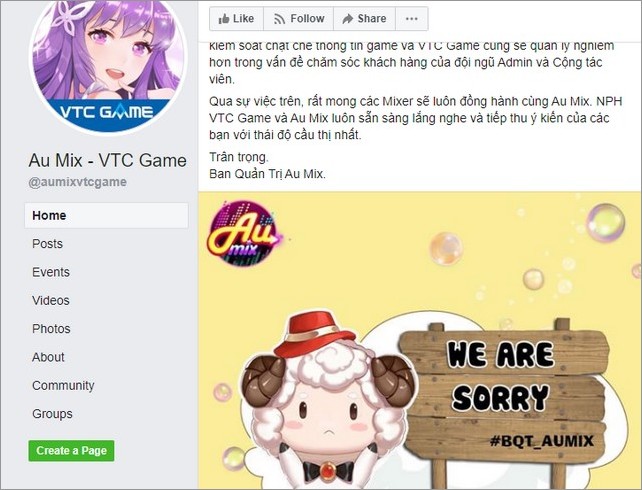 Like
Follow
Share
VTC GAME
Au Mix - VTC Game
@aumixvtcgame
Home
Posts
Events
Videos
Photos
About
Community
Groups
Create a Page
kiểm soát chặt chẽ thông tin game và VTC Game cũng sẽ quản lý nghiêm
hơn trong vấn đề chăm sóc khách hàng của đội ngũ Admin và Cộng tác
viên.
Qua sự việc trên, rất mong các Mixer sẽ luôn đồng hành cùng Au Mix. NPH
VTC Game và Au Mix luôn sẵn sàng lắng nghe và tiếp thu ý kiến của các
bạn với thái độ cầu thị nhất.
Trân trọng.
Ban Quản Trị Au Mix.
Au
mix
WE ARE
SORRY
#BQT_AUMIX